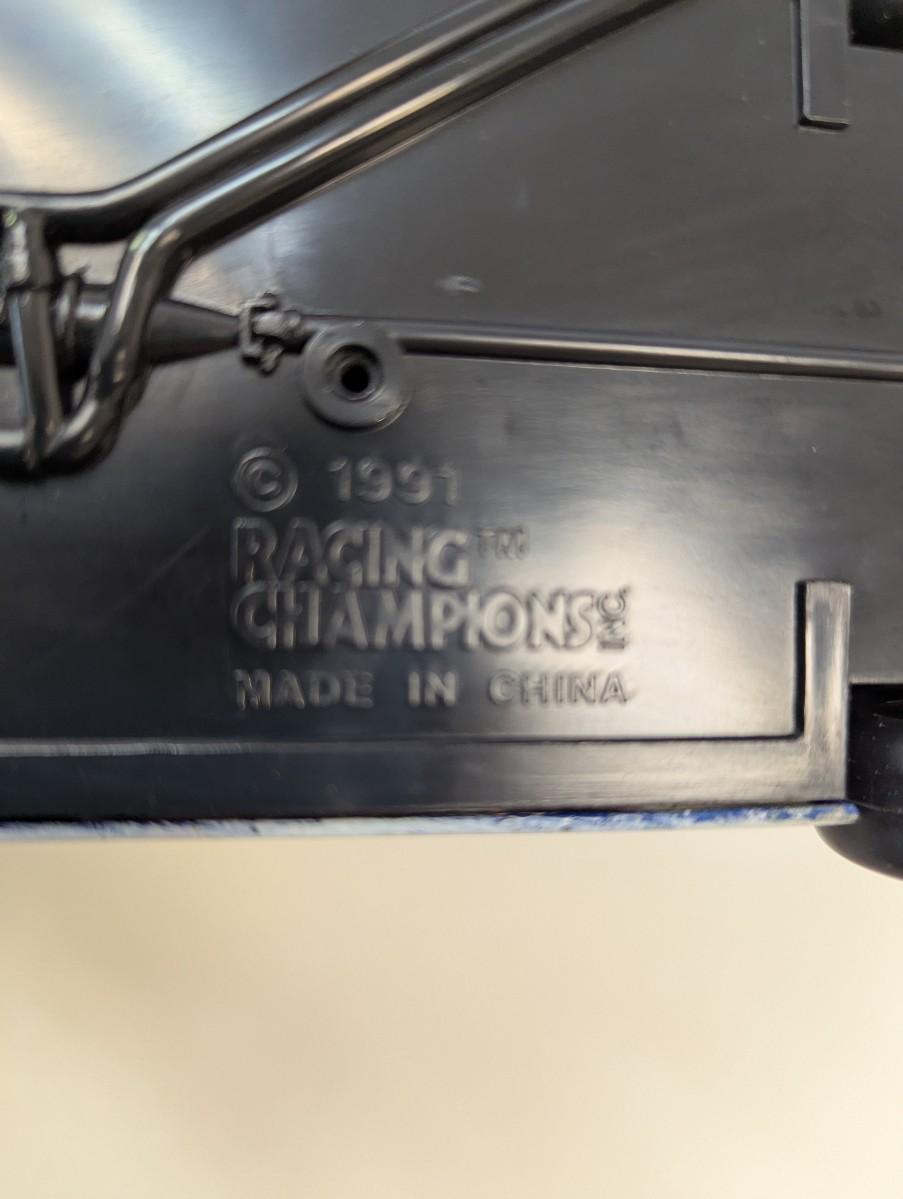 © 1991
RACING™
CHAMPIONS INC.
MADE IN CHINA